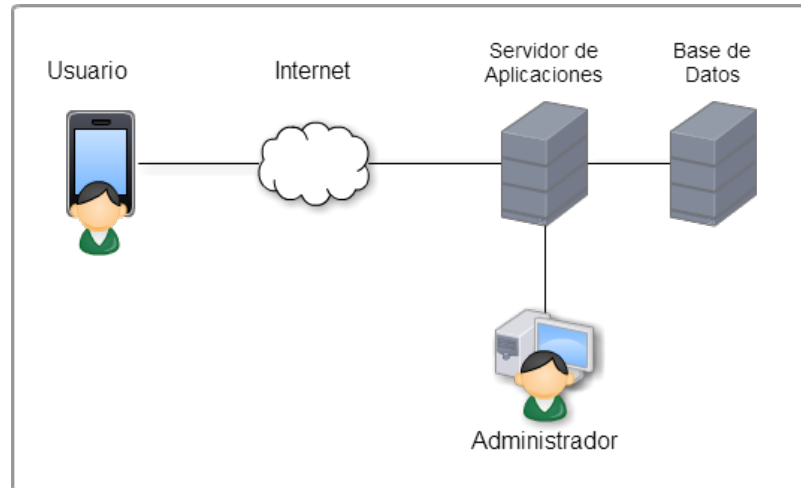 Usuario
Internet
Servidor de
Aplicaciones
Base de
Datos
Administrador